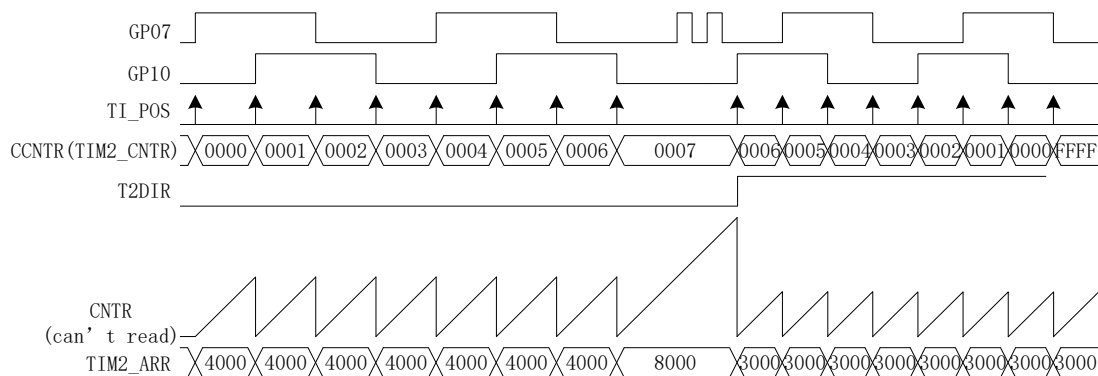 GP07
GP10
TI_POS
CCNTR(TIM2_CNTR) 0000 0001 0002 0003 0004 0005 0006 0007 0006 0005 0004 0003 0002 0001 0000 FFFF
T2DIR
CNTR
(can't read)
TIM2_ARR 4000 4000 4000 4000 4000 4000 4000 8000 3000 3000 3000 3000 3000 3000 3000 3000